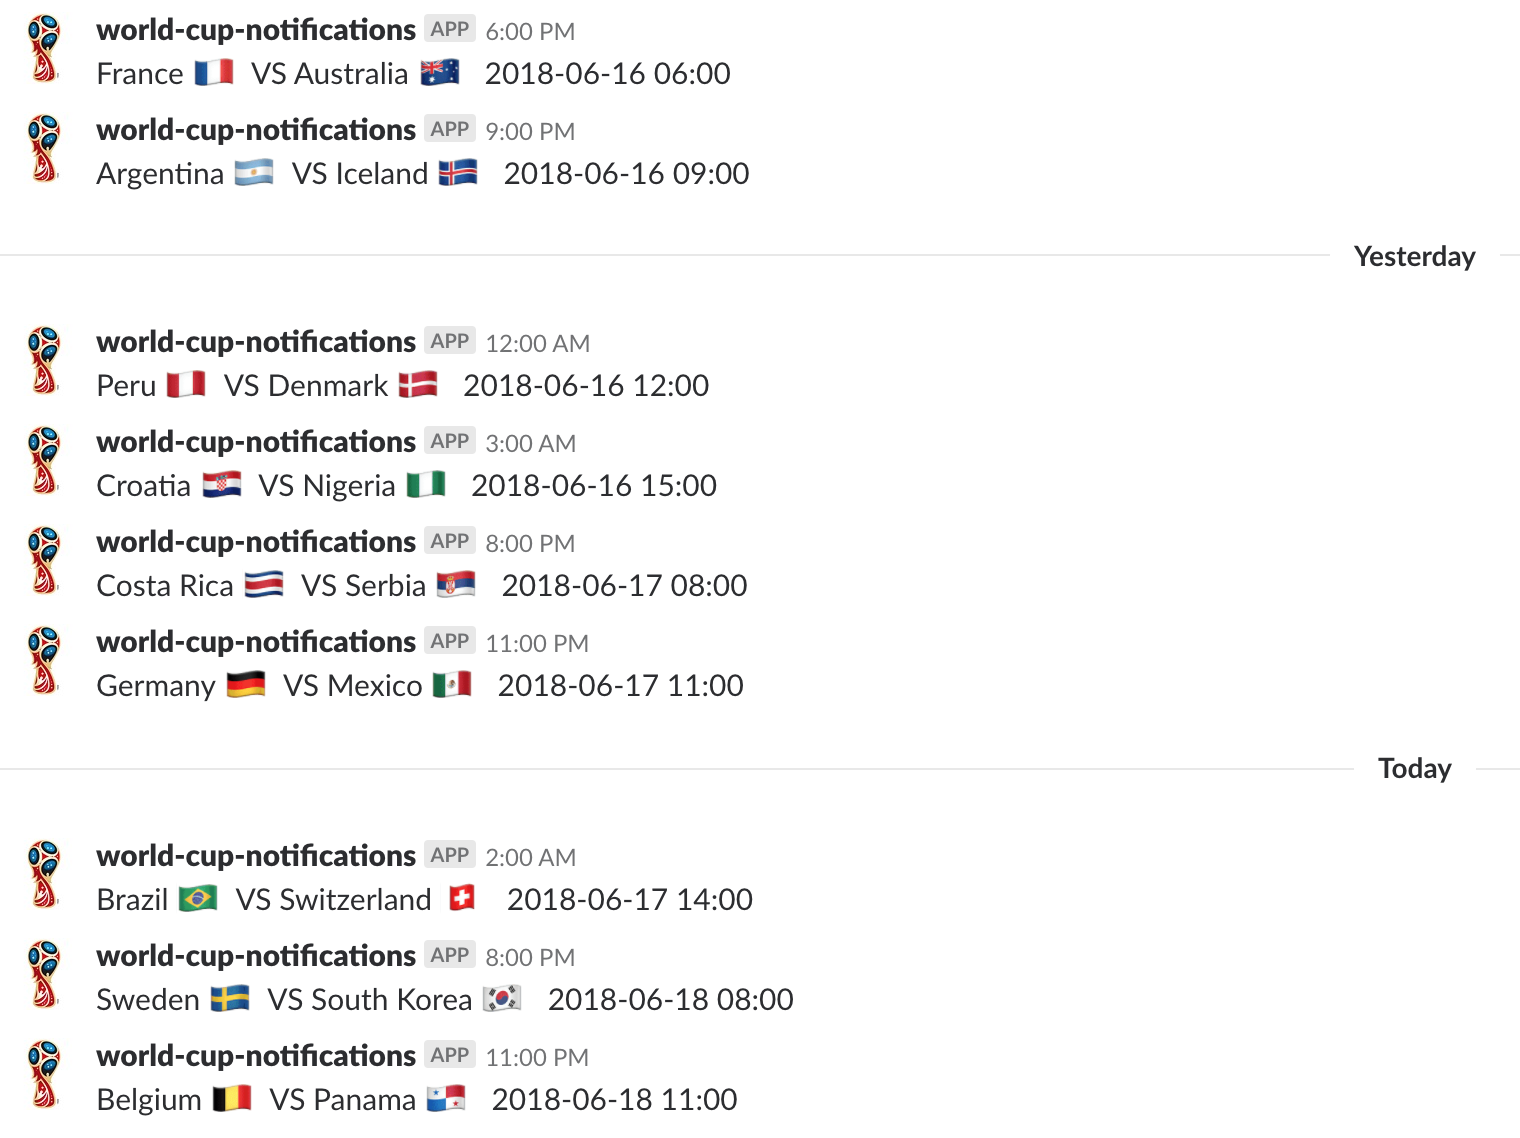 world-cup-notifications APP 6:00 PM
France VS Australia 2018-06-16 06:00
world-cup-notifications APP 9:00 PM
Argentina VS Iceland 2018-06-16 09:00
Yesterday
world-cup-notifications APP 12:00 AM
Peru VS Denmark 2018-06-16 12:00
world-cup-notifications APP 3:00 AM
Croatia VS Nigeria 2018-06-16 15:00
world-cup-notifications APP 8:00 PM
Costa Rica VS Serbia 2018-06-17 08:00
world-cup-notifications APP 11:00 PM
Germany VS Mexico 2018-06-17 11:00
Today
world-cup-notifications APP 2:00 AM
Brazil VS Switzerland 2018-06-17 14:00
world-cup-notifications APP 8:00 PM
Sweden VS South Korea 2018-06-18 08:00
world-cup-notifications APP 11:00 PM
Belgium VS Panama 2018-06-18 11:00